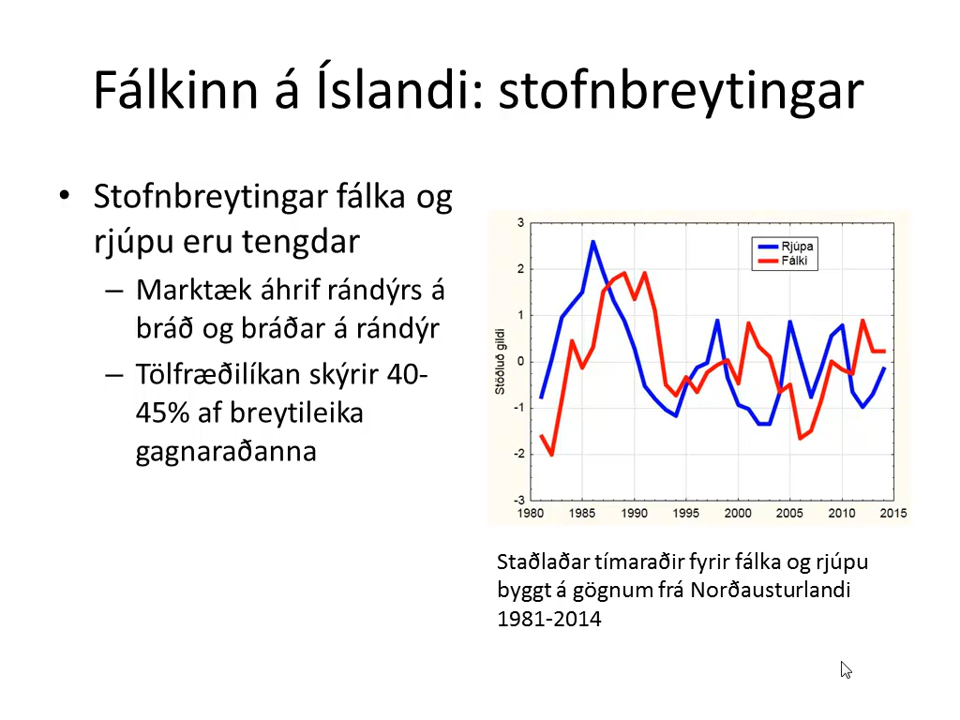 Fálkinn á Íslandi: stofnbreytingar
• Stofnbreytingar fálka og
rjúpu eru tengdar
– Marktæk áhrif rándýrs á
bráð og bráðar á rándýr
– Tölfræðilíkan skýrir 40-
45% af breytileika
gagnaraðanna
3
2
1
0
-1
-2
-3
Stöðluð gildi
Rjúpa
Fálki
1980 1985 1990 1995 2000 2005 2010 2015
Staðlaðar tímaraðir fyrir fálka og rjúpu
byggt á gögnum frá Norðausturlandi
1981-2014